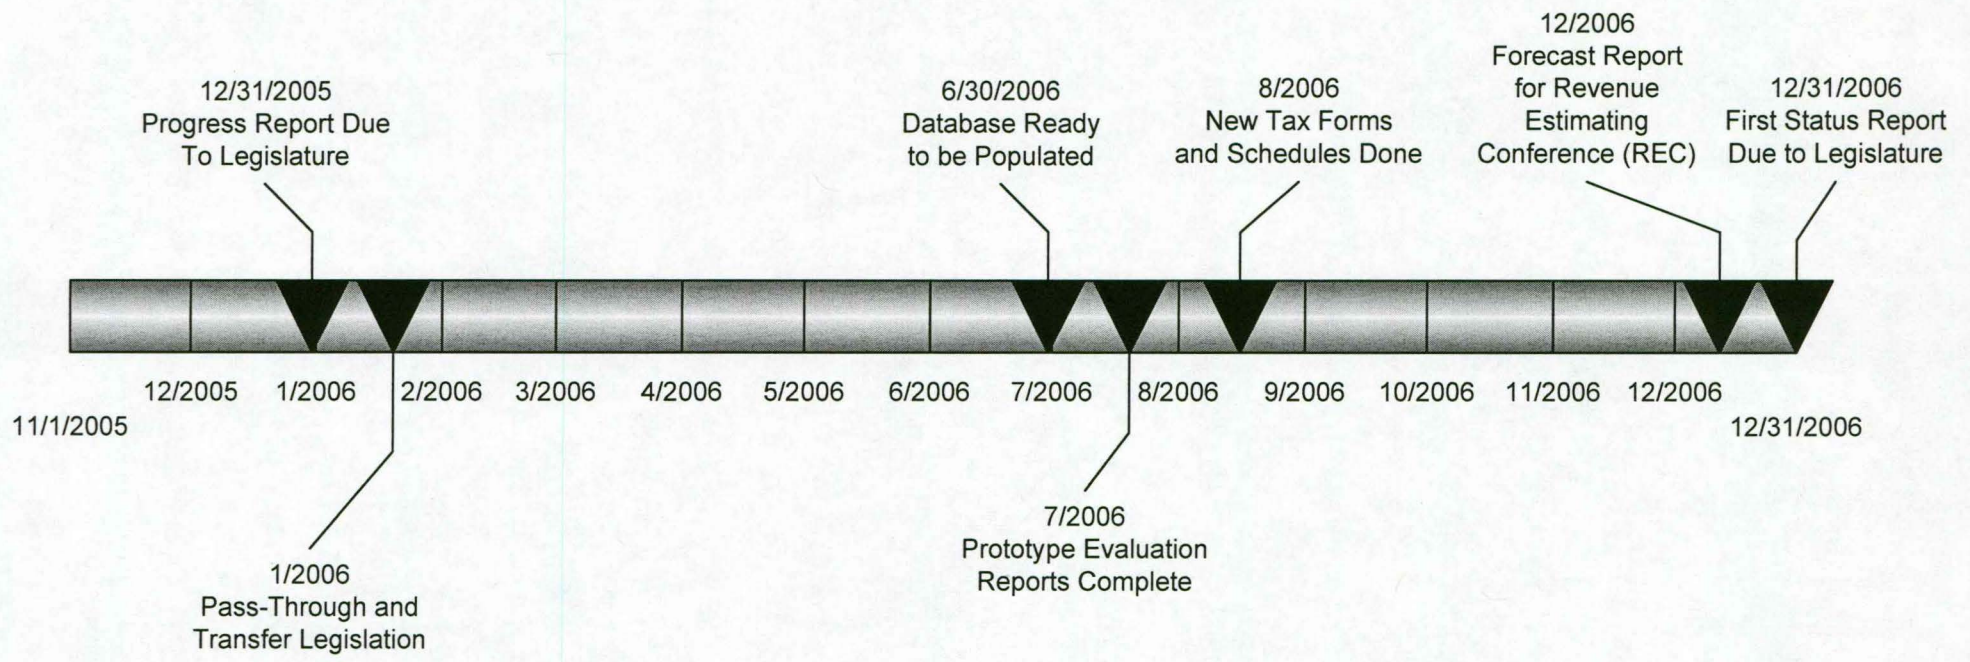 12/31/2005
Progress Report Due
To Legislature
6/30/2006
Database Ready
to be Populated
8/2006
New Tax Forms
and Schedules Done
12/2006
Forecast Report
for Revenue
Estimating
Conference (REC)
12/31/2006
First Status Report
Due to Legislature
12/2005
1/2006
2/2006
3/2006
4/2006
5/2006
6/2006
7/2006
8/2006
9/2006
10/2006
11/2006
12/2006
11/1/2005
12/31/2006
1/2006
Pass-Through and
Transfer Legislation
7/2006
Prototype Evaluation
Reports Complete